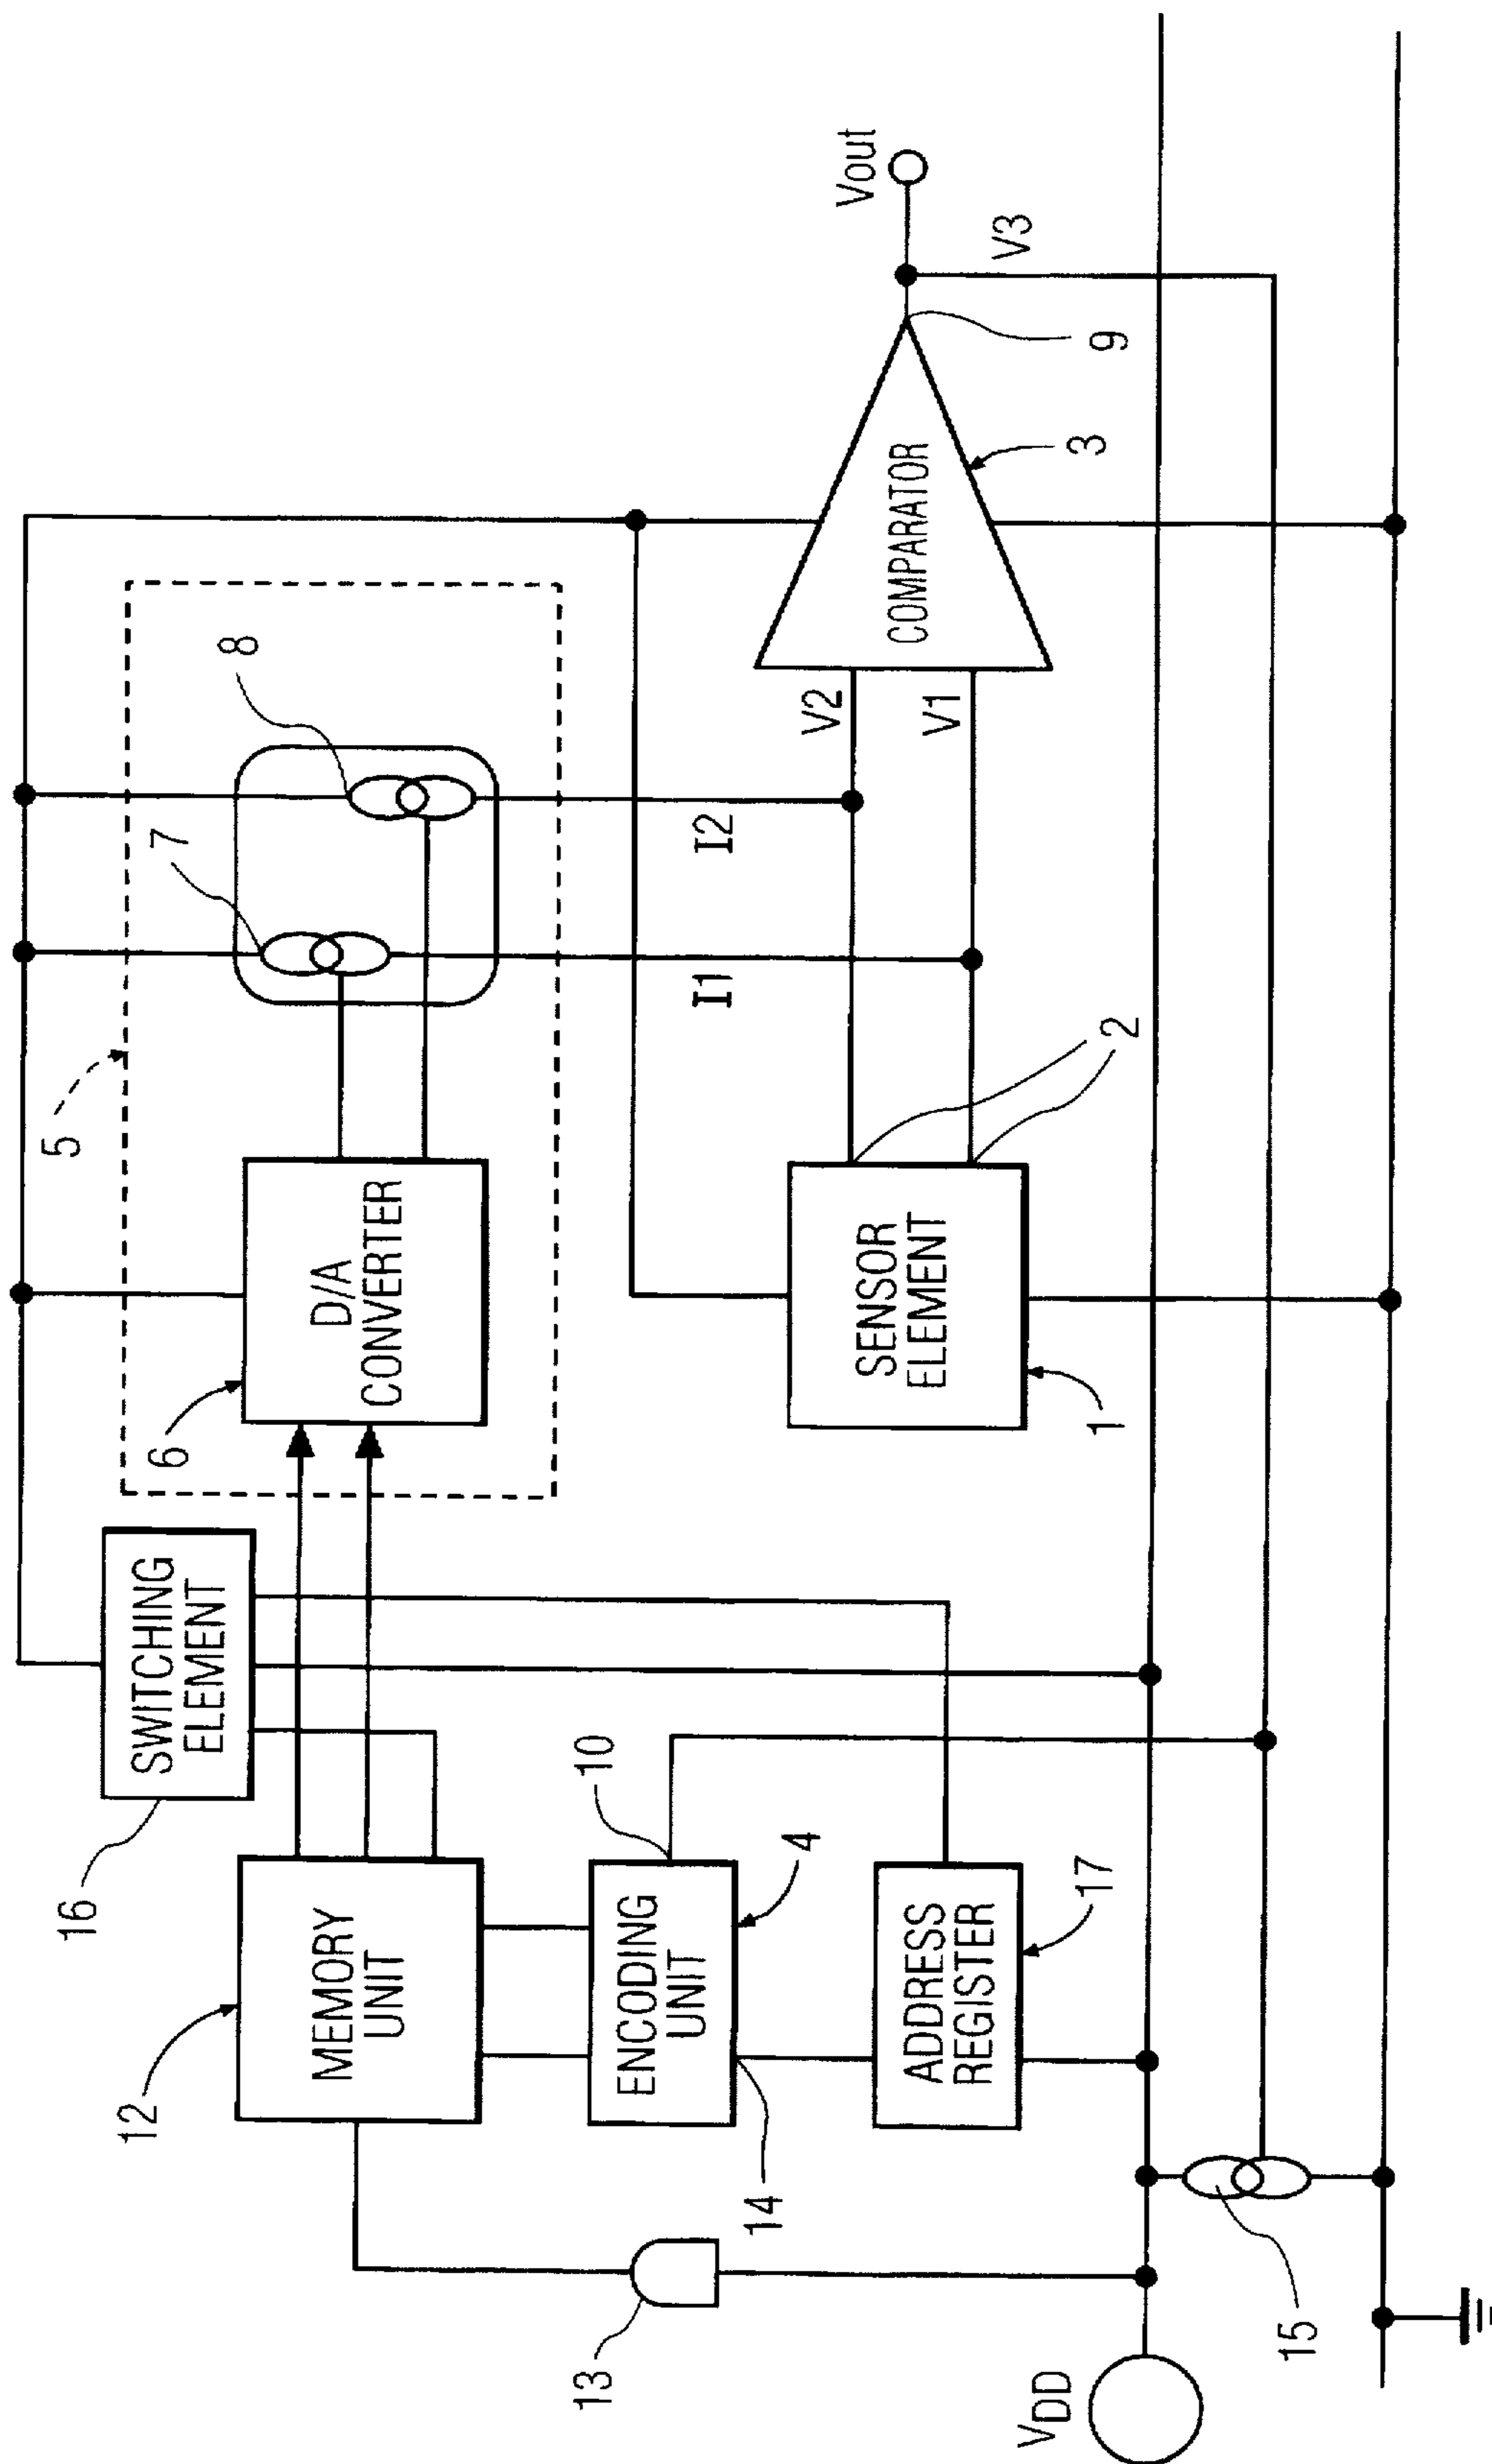 16
SWITCHING
ELEMENT
5
6
D/A
CONVERTER
7
8
12
MEMORY
UNIT
I1
I2
13
10
ENCODING
UNIT
4
14
SENSOR
ELEMENT
1
2
V2
V1
COMPARATOR
3
9
Vout
V3
ADDRESS
REGISTER
17
VDD
15